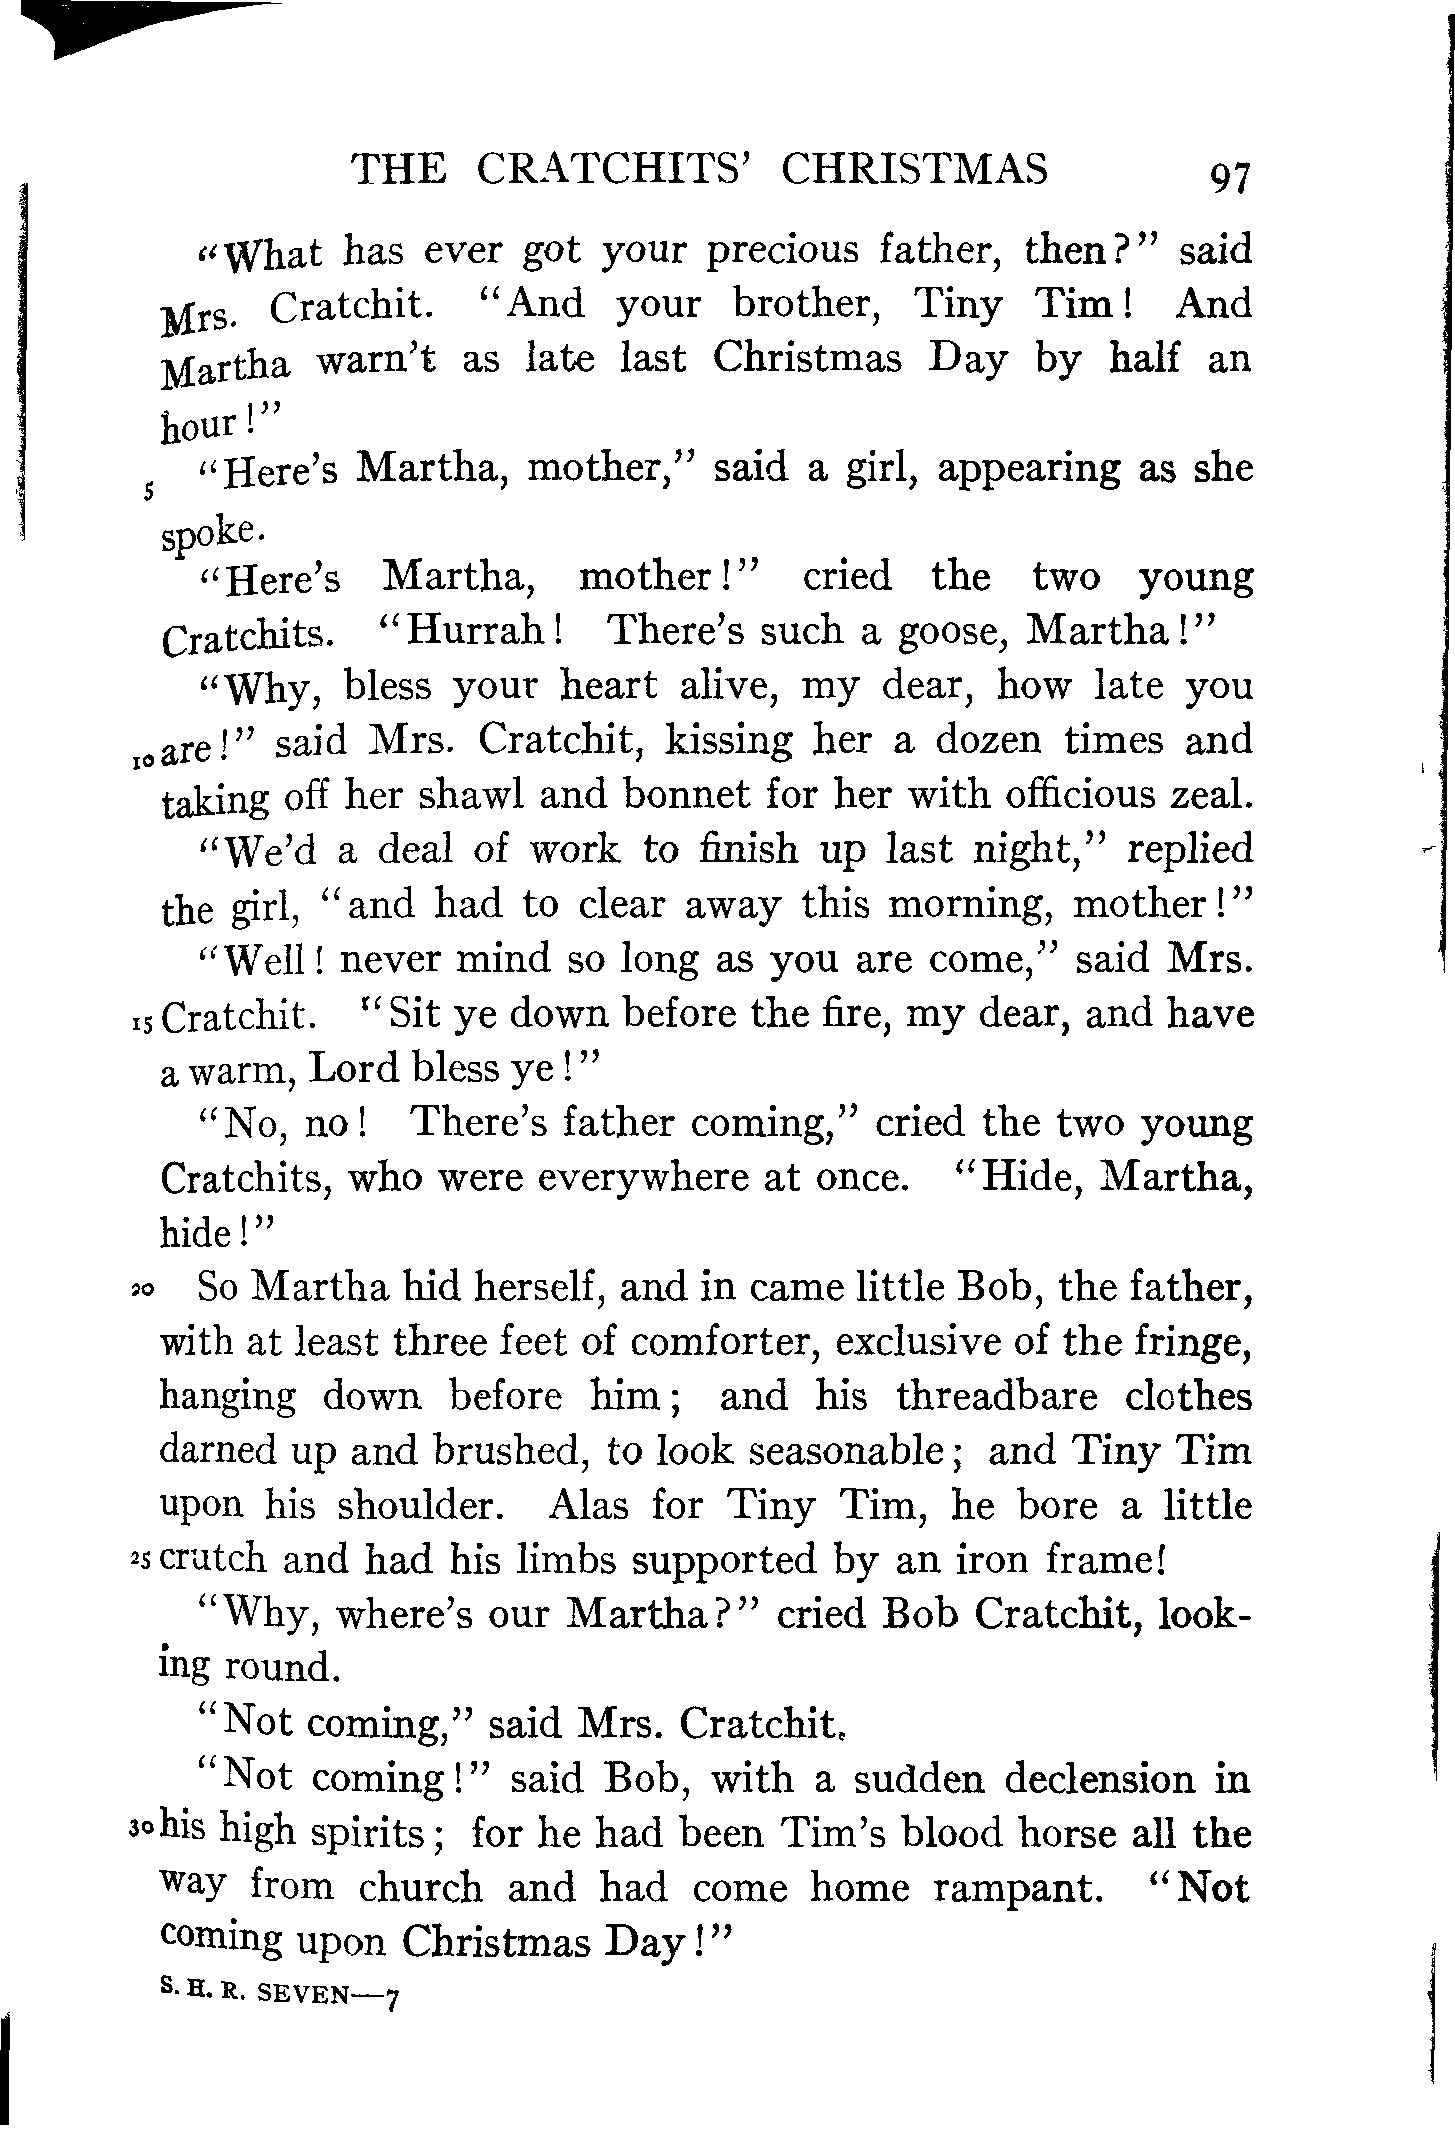 THE CRATCHITS' CHRISTMAS 97
"What has ever got your precious father, then?" said
Mrs. Cratchit. "And your brother, Tiny Tim! And
Martha warn't as late last Christmas Day by half an
hour!"
5 "Here's Martha, mother," said a girl, appearing as she
spoke.
"Here's Martha, mother!" cried the two young
Cratchits. "Hurrah! There's such a goose, Martha!"
"Why, bless your heart alive, my dear, how late you
10 are!" said Mrs. Cratchit, kissing her a dozen times and
taking off her shawl and bonnet for her with officious zeal.
"We'd a deal of work to finish up last night," replied
the girl, "and had to clear away this morning, mother!"
"Well! never mind so long as you are come," said Mrs.
15 Cratchit. "Sit ye down before the fire, my dear, and have
a warm, Lord bless ye!"
"No, no! There's father coming," cried the two young
Cratchits, who were everywhere at once. "Hide, Martha,
hide!"
20 So Martha hid herself, and in came little Bob, the father,
with at least three feet of comforter, exclusive of the fringe,
hanging down before him; and his threadbare clothes
darned up and brushed, to look seasonable; and Tiny Tim
upon his shoulder. Alas for Tiny Tim, he bore a little
25 crutch and had his limbs supported by an iron frame!
"Why, where's our Martha?" cried Bob Cratchit, look-
ing round.
"Not coming," said Mrs. Cratchit.
"Not coming!" said Bob, with a sudden declension in
30 his high spirits; for he had been Tim's blood horse all the
way from church and had come home rampant. "Not
coming upon Christmas Day!"
S. H. R. SEVEN—7